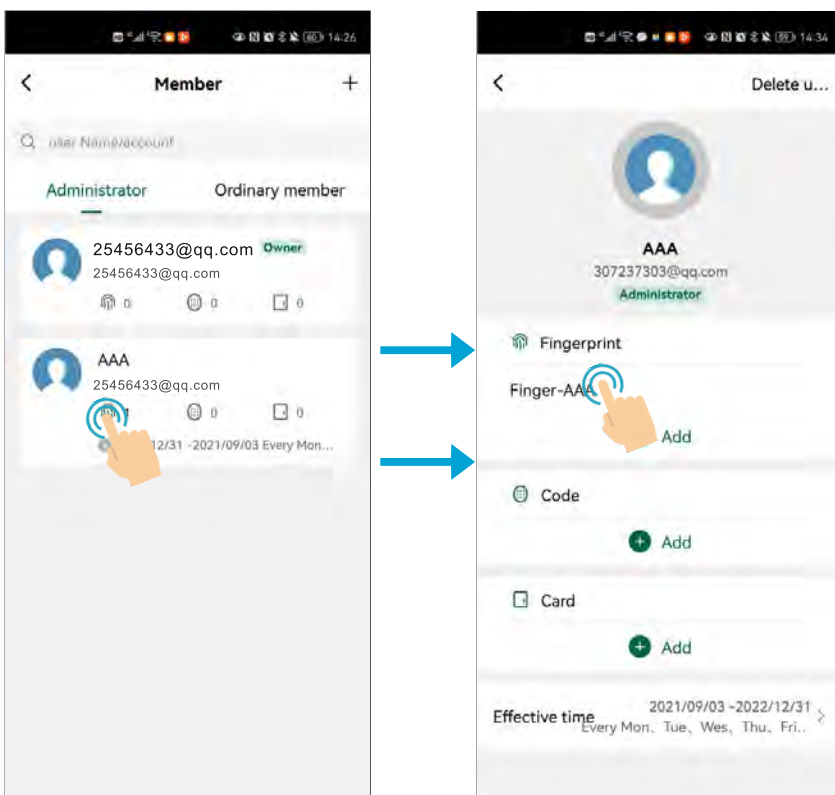 14:26
Member
+
user Name/account
Administrator
Ordinary member
25456433@qq.com Owner
25456433@qq.com
0 0 0
AAA
25456433@qq.com
0 0
12/31 -2021/09/03 Every Mon...
14:34
Delete u...
AAA
307237303@qq.com
Administrator
Fingerprint
Finger-AAA
Add
Code
+ Add
Card
+ Add
Effective time
2021/09/03 -2022/12/31
Every Mon、Tue、Wes、Thu、Fri..